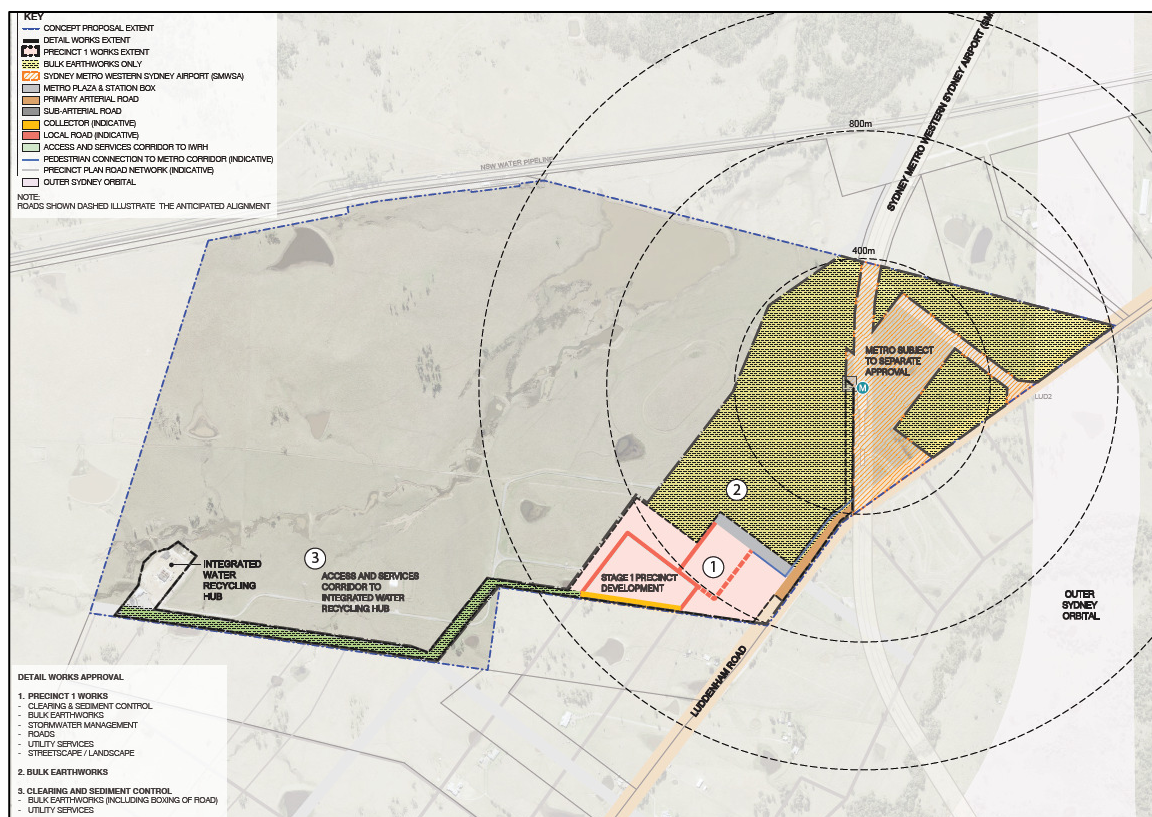 KEY
CONCEPT PROPOSAL EXTENT
DETAIL WORKS EXTENT
PRECINCT 1 WORKS EXTENT
BULK EARTHWORKS ONLY
SYDNEY METRO WESTERN SYDNEY AIRPORT (SMWSA)
METRO PLAZA & STATION BOX
PRIMARY ARTERIAL ROAD
SUB-ARTERIAL ROAD
COLLECTOR (INDICATIVE)
LOCAL ROAD (INDICATIVE)
ACCESS AND SERVICES CORRIDOR TO IWRH
PEDESTRIAN CONNECTION TO METRO CORRIDOR (INDICATIVE)
PRECINCT PLAN ROAD NETWORK (INDICATIVE)
OUTER SYDNEY ORBITAL
NOTE:
ROADS SHOWN DASHED ILLUSTRATE THE ANTICIPATED ALIGNMENT
NSW WATER PIPELINE
SYDNEY METRO WESTERN SYDNEY AIRPORT (SM
800m
400m
METRO SUBJECT
TO SEPARATE
APPROVAL
M
LUD2
2
1
STAGE 1 PRECINCT
DEVELOPMENT
3
INTEGRATED
WATER
RECYCLING
HUB
ACCESS AND SERVICES
CORRIDOR TO
INTEGRATED WATER
RECYCLING HUB
OUTER
SYDNEY
ORBITAL
LUDDENHAM ROAD
DETAIL WORKS APPROVAL
1. PRECINCT 1 WORKS
- CLEARING & SEDIMENT CONTROL
- BULK EARTHWORKS
- STORMWATER MANAGEMENT
- ROADS
- UTILITY SERVICES
- STREETSCAPE / LANDSCAPE
2. BULK EARTHWORKS
3. CLEARING AND SEDIMENT CONTROL
- BULK EARTHWORKS (INCLUDING BOXING OF ROAD)
- UTILITY SERVICES